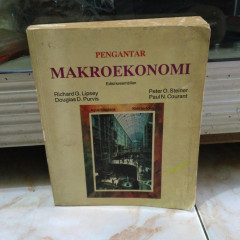 PENGANTAR
MAKROEKONOMI
Richard G. Lipsey
Peter O. Steiner
Douglas D. Purvis
Paul N. Courant